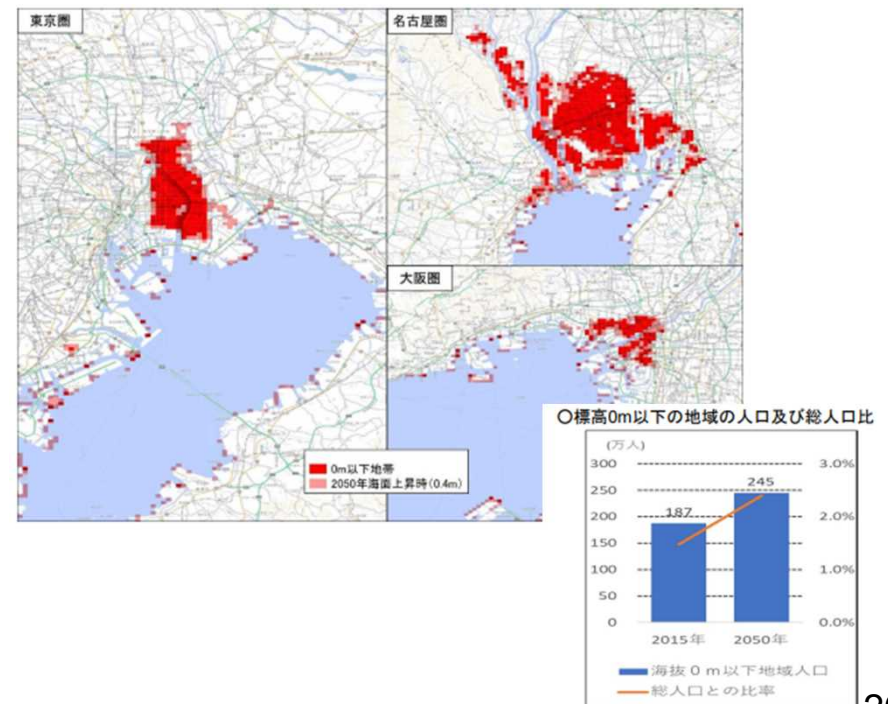 東京圏
名古屋圏
大阪圏
0m以下地帯
2050年海面上昇時(0.4m)
〇標高0m以下の地域の人口及び総人口比
(万人)
300
250
200
150
100
50
0
3.0%
2.0%
1.0%
0.0%
187
245
2015年
2050年
海抜0m以下地域人口
総人口との比率